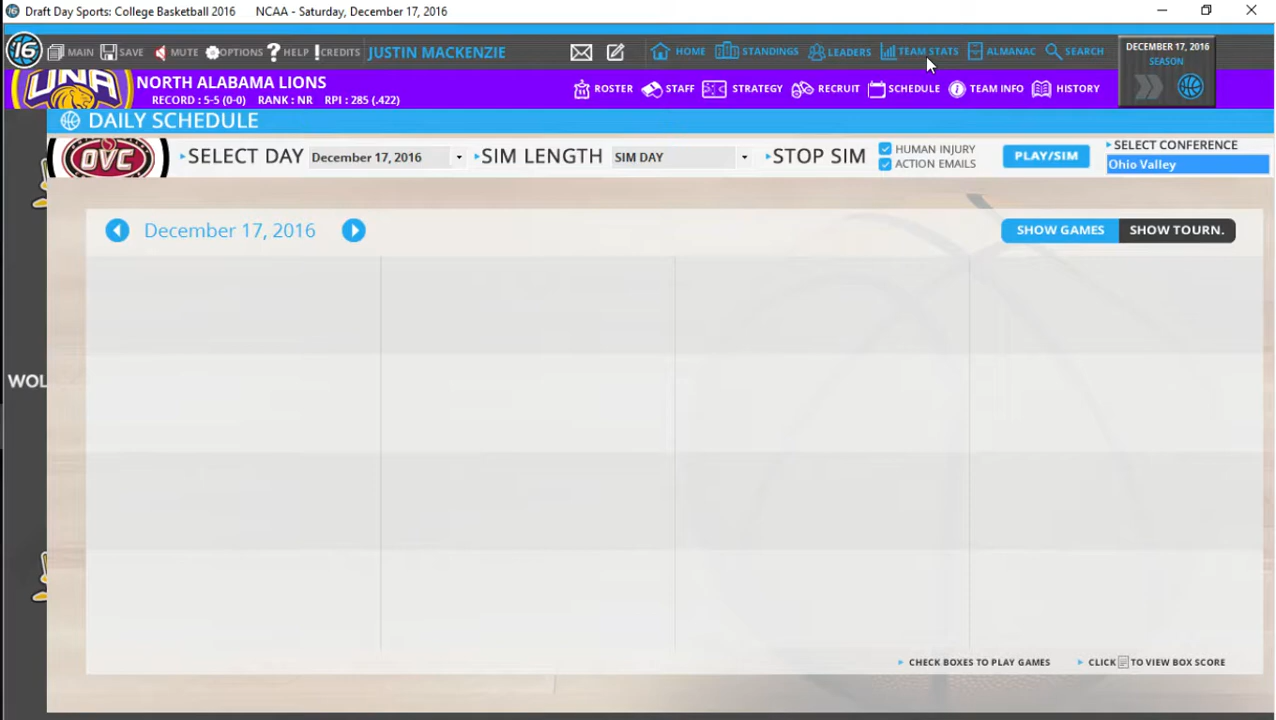 Draft Day Sports: College Basketball 2016 NCAA - Saturday, December 17, 2016
16 MAIN SAVE MUTE OPTIONS ? HELP !CREDITS JUSTIN MACKENZIE HOME STANDINGS LEADERS TEAM STATS ALMANAC SEARCH
DECEMBER 17, 2016
SEASON
UNA
NORTH ALABAMA LIONS
RECORD : 5-5 (0-0) RANK : NR RPI : 285 (.422)
ROSTER STAFF STRATEGY RECRUIT SCHEDULE TEAM INFO HISTORY
DAILY SCHEDULE
OVC
SELECT DAY December 17, 2016 SIM LENGTH SIM DAY STOP SIM
HUMAN INJURY
ACTION EMAILS
PLAY/SIM
SELECT CONFERENCE
Ohio Valley
December 17, 2016
SHOW GAMES SHOW TOURN.
WOL
CHECK BOXES TO PLAY GAMES CLICK TO VIEW BOX SCORE